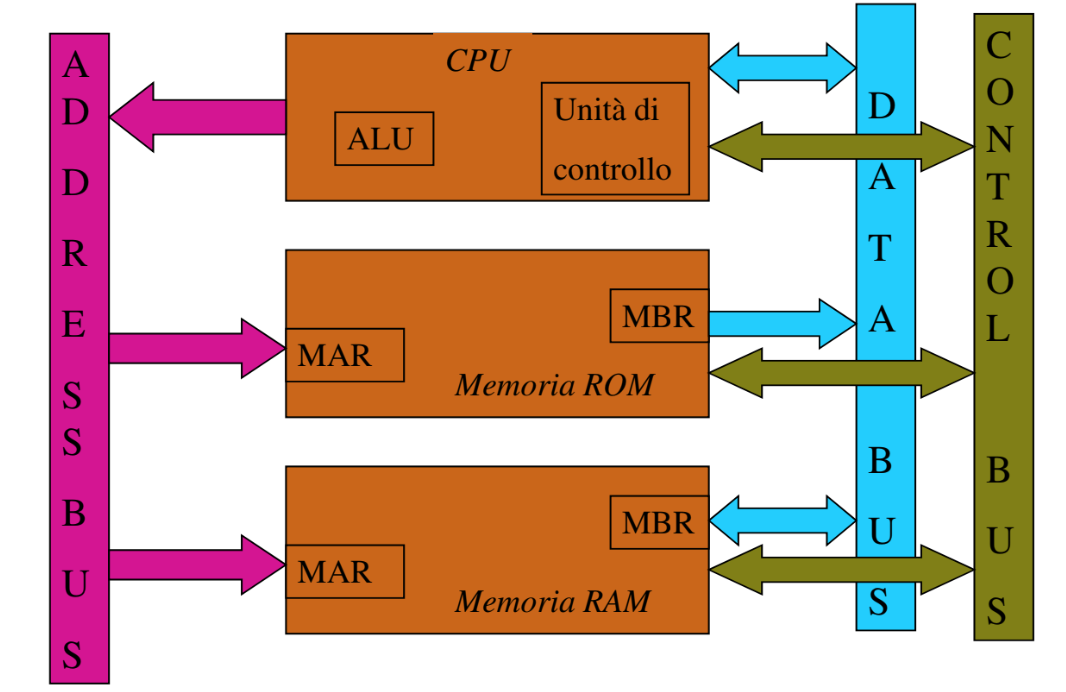 ADDRESS BUS
CPU
ALU
Unità di
controllo
MBR
MAR
Memoria ROM
MBR
MAR
Memoria RAM
DATA BUS
CONTROL BUS